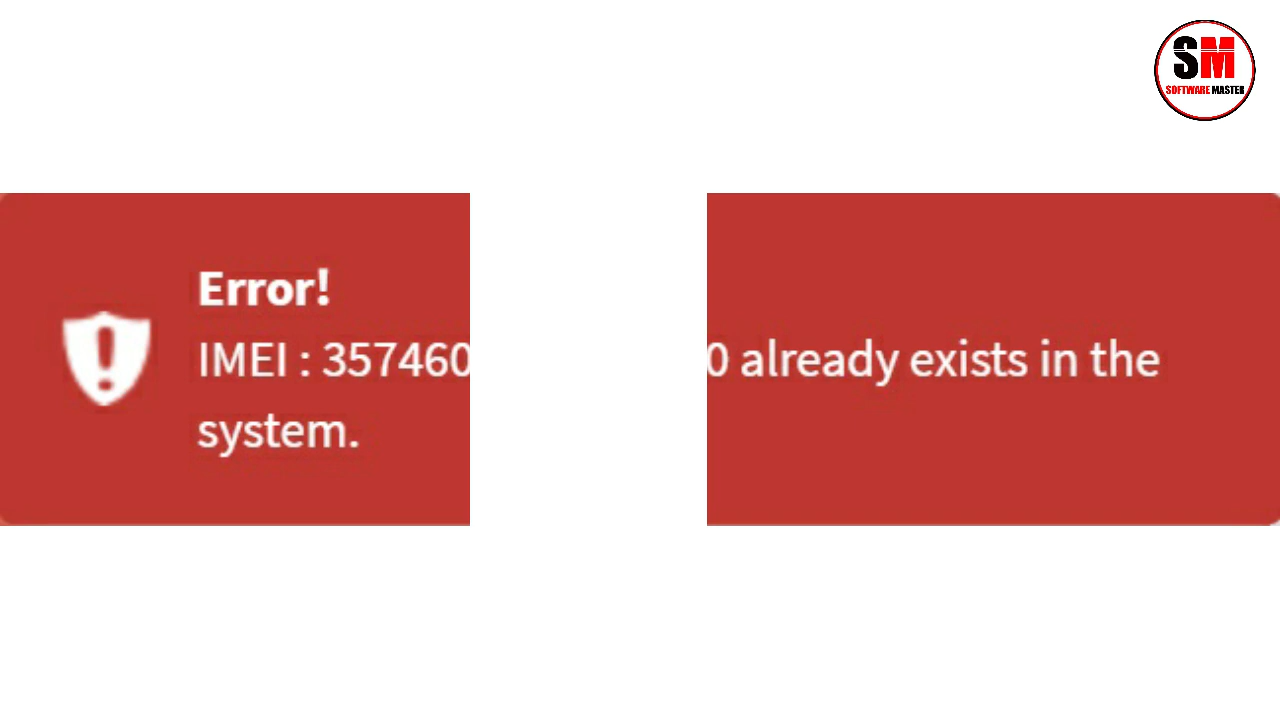 SM
SOFTWARE MASTER
Error!
IMEI : 357460 0 already exists in the
system.